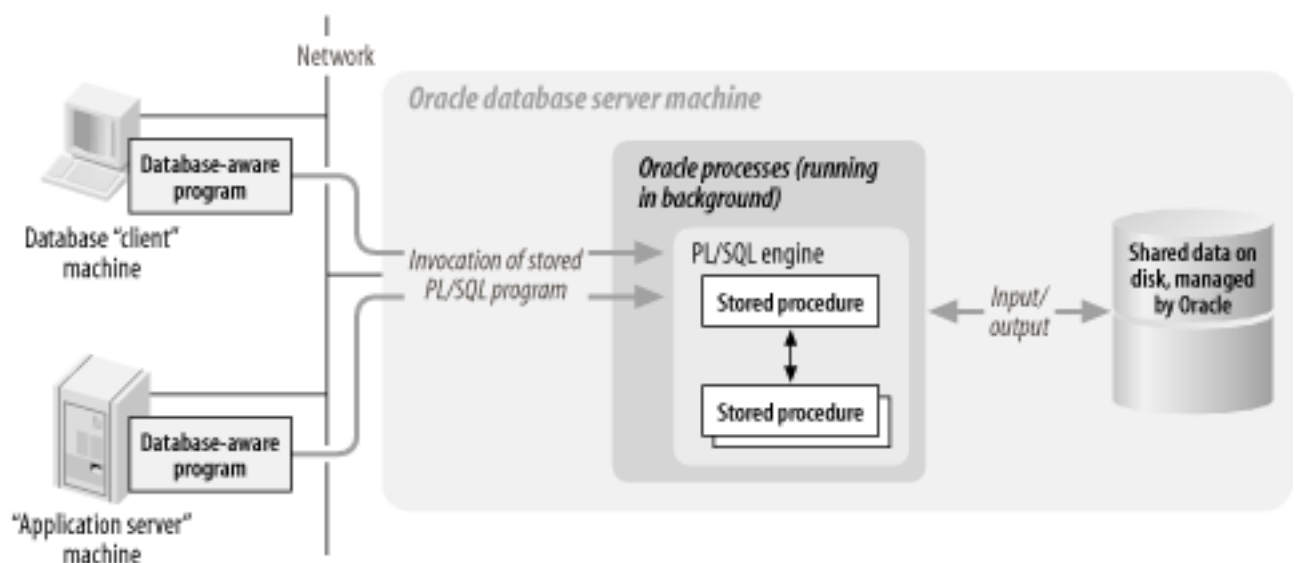 Network
Oracle database server machine
Database-aware
program
Database “client”
machine
Oracle processes (running
in background)
Invocation of stored
PL/SQL program
PL/SQL engine
Stored procedure
Stored procedure
Input/
output
Shared data on
disk, managed
by Oracle
Database-aware
program
“Application server”
machine